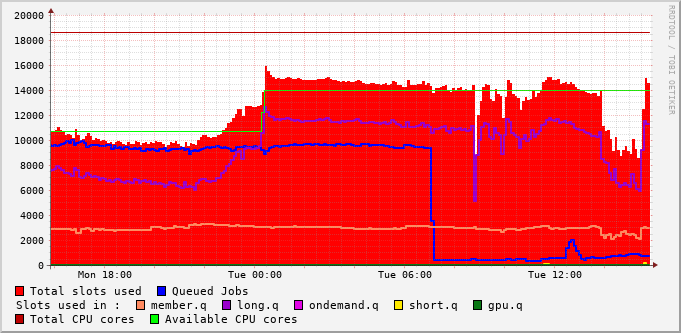 20000
18000
16000
14000
12000
10000
8000
6000
4000
2000
0
Mon 18:00 Tue 00:00 Tue 06:00 Tue 12:00
RRDTOOL / TOBI OETIKER
Total slots used Queued Jobs
Slots used in : member.q long.q ondemand.q short.q gpu.q
Total CPU cores Available CPU cores